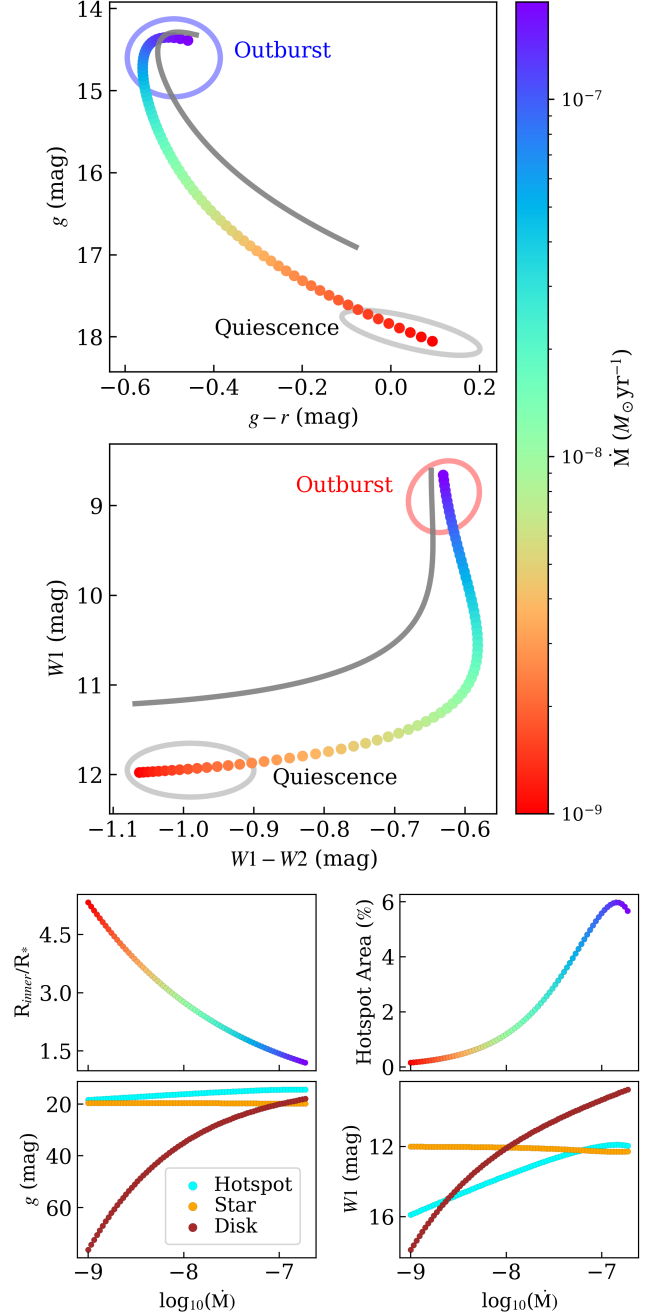 14
15
16
17
18
g (mag)
Outburst
Quiescence
−0.6
−0.4
−0.2
0.0
0.2
g − r (mag)
9
10
11
12
W1 (mag)
Outburst
Quiescence
−1.1
−1.0
−0.9
−0.8
−0.7
−0.6
W1 − W2 (mag)
10⁻⁷
10⁻⁸
10⁻⁹
Ṁ (M⊙yr⁻¹)
4.5
3.0
1.5
Rinner/R*
6
4
2
0
Hotspot Area (%)
20
40
60
g (mag)
Hotspot
Star
Disk
−9
−8
−7
log10(Ṁ)
12
16
W1 (mag)
−9
−8
−7
log10(Ṁ)